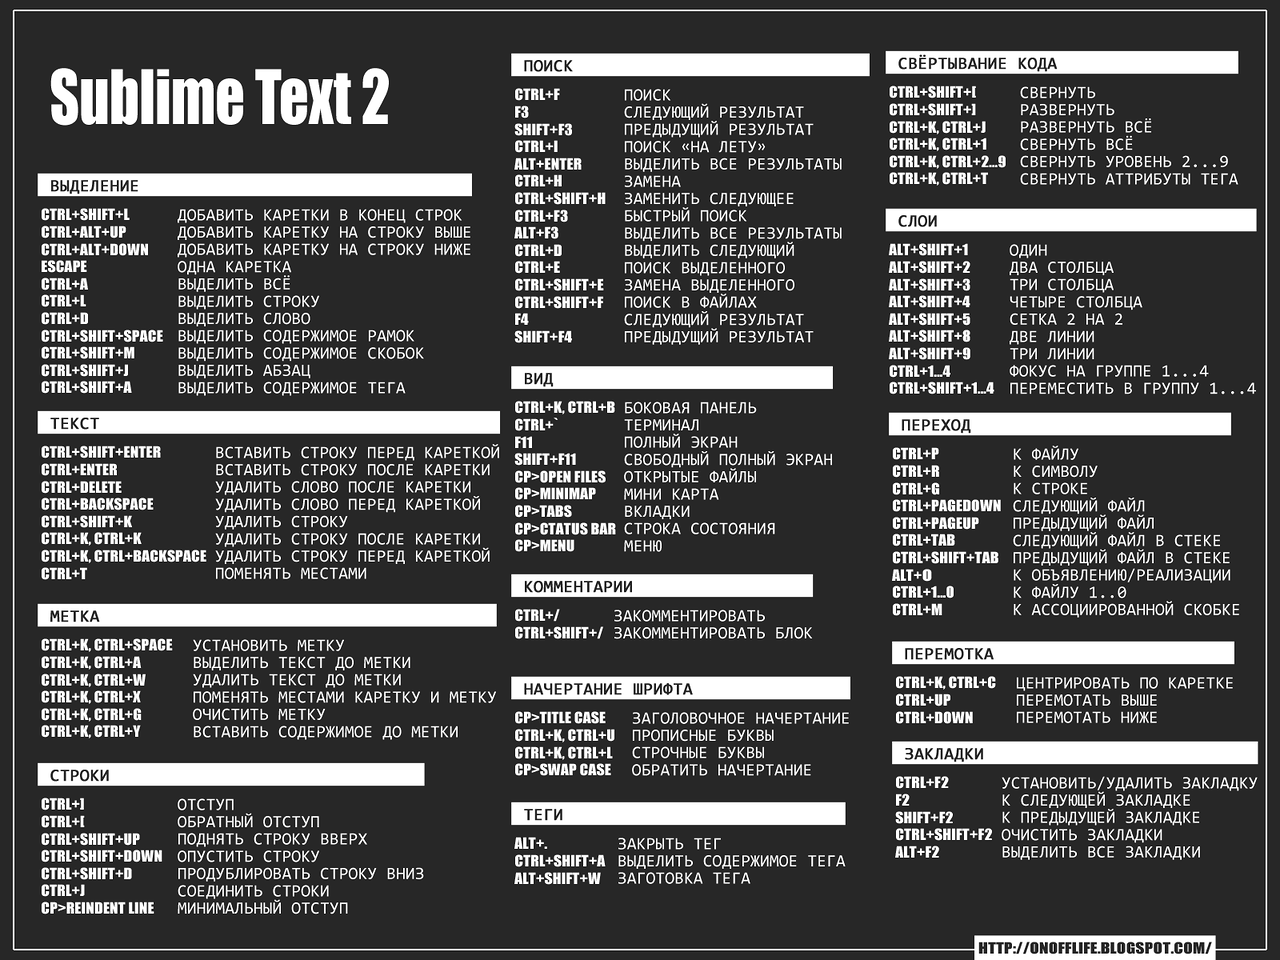 Sublime Text 2
ВЫДЕЛЕНИЕ
CTRL+SHIFT+L ДОБАВИТЬ КАРЕТКИ В КОНЕЦ СТРОК
CTRL+ALT+UP ДОБАВИТЬ КАРЕТКУ НА СТРОКУ ВЫШЕ
CTRL+ALT+DOWN ДОБАВИТЬ КАРЕТКУ НА СТРОКУ НИЖЕ
ESCAPE ОДНА КАРЕТКА
CTRL+A ВЫДЕЛИТЬ ВСЁ
CTRL+L ВЫДЕЛИТЬ СТРОКУ
CTRL+D ВЫДЕЛИТЬ СЛОВО
CTRL+SHIFT+SPACE ВЫДЕЛИТЬ СОДЕРЖИМОЕ РАМОК
CTRL+SHIFT+M ВЫДЕЛИТЬ СОДЕРЖИМОЕ СКОБОК
CTRL+SHIFT+J ВЫДЕЛИТЬ АБЗАЦ
CTRL+SHIFT+A ВЫДЕЛИТЬ СОДЕРЖИМОЕ ТЕГА
ТЕКСТ
CTRL+SHIFT+ENTER ВСТАВИТЬ СТРОКУ ПЕРЕД КАРЕТКОЙ
CTRL+ENTER ВСТАВИТЬ СТРОКУ ПОСЛЕ КАРЕТКИ
CTRL+DELETE УДАЛИТЬ СЛОВО ПОСЛЕ КАРЕТКИ
CTRL+BACKSPACE УДАЛИТЬ СЛОВО ПЕРЕД КАРЕТКОЙ
CTRL+SHIFT+K УДАЛИТЬ СТРОКУ
CTRL+K, CTRL+K УДАЛИТЬ СТРОКУ ПОСЛЕ КАРЕТКИ
CTRL+K, CTRL+BACKSPACE УДАЛИТЬ СТРОКУ ПЕРЕД КАРЕТКОЙ
CTRL+T ПОМЕНЯТЬ МЕСТАМИ
МЕТКА
CTRL+K, CTRL+SPACE УСТАНОВИТЬ МЕТКУ
CTRL+K, CTRL+A ВЫДЕЛИТЬ ТЕКСТ ДО МЕТКИ
CTRL+K, CTRL+W УДАЛИТЬ ТЕКСТ ДО МЕТКИ
CTRL+K, CTRL+X ПОМЕНЯТЬ МЕСТАМИ КАРЕТКУ И МЕТКУ
CTRL+K, CTRL+G ОЧИСТИТЬ МЕТКУ
CTRL+K, CTRL+Y ВСТАВИТЬ СОДЕРЖИМОЕ ДО МЕТКИ
СТРОКИ
CTRL+] ОТСТУП
CTRL+[ ОБРАТНЫЙ ОТСТУП
CTRL+SHIFT+UP ПОДНЯТЬ СТРОКУ ВВЕРХ
CTRL+SHIFT+DOWN ОПУСТИТЬ СТРОКУ
CTRL+SHIFT+D ПРОДУБЛИРОВАТЬ СТРОКУ ВНИЗ
CTRL+J СОЕДИНИТЬ СТРОКИ
CP>REINDENT LINE МИНИМАЛЬНЫЙ ОТСТУП
ПОИСК
CTRL+F ПОИСК
F3 СЛЕДУЮЩИЙ РЕЗУЛЬТАТ
SHIFT+F3 ПРЕДЫДУЩИЙ РЕЗУЛЬТАТ
CTRL+I ПОИСК «НА ЛЕТУ»
ALT+ENTER ВЫДЕЛИТЬ ВСЕ РЕЗУЛЬТАТЫ
CTRL+H ЗАМЕНА
CTRL+SHIFT+H ЗАМЕНИТЬ СЛЕДУЮЩЕЕ
CTRL+F3 БЫСТРЫЙ ПОИСК
ALT+F3 ВЫДЕЛИТЬ ВСЕ РЕЗУЛЬТАТЫ
CTRL+D ВЫДЕЛИТЬ СЛЕДУЮЩИЙ
CTRL+E ПОИСК ВЫДЕЛЕННОГО
CTRL+SHIFT+E ЗАМЕНА ВЫДЕЛЕННОГО
CTRL+SHIFT+F ПОИСК В ФАЙЛАХ
F4 СЛЕДУЮЩИЙ РЕЗУЛЬТАТ
SHIFT+F4 ПРЕДЫДУЩИЙ РЕЗУЛЬТАТ
ВИД
CTRL+K, CTRL+B БОКОВАЯ ПАНЕЛЬ
CTRL+` ТЕРМИНАЛ
F11 ПОЛНЫЙ ЭКРАН
SHIFT+F11 СВОБОДНЫЙ ПОЛНЫЙ ЭКРАН
CP>OPEN FILES ОТКРЫТЫЕ ФАЙЛЫ
CP>MINIMAP МИНИ КАРТА
CP>TABS ВКЛАДКИ
CP>CTATUS BAR СТРОКА СОСТОЯНИЯ
CP>MENU МЕНЮ
КОММЕНТАРИИ
CTRL+/ ЗАКОММЕНТИРОВАТЬ
CTRL+SHIFT+/ ЗАКОММЕНТИРОВАТЬ БЛОК
НАЧЕРТАНИЕ ШРИФТА
CP>TITLE CASE ЗАГОЛОВОЧНОЕ НАЧЕРТАНИЕ
CTRL+K, CTRL+U ПРОПИСНЫЕ БУКВЫ
CTRL+K, CTRL+L СТРОЧНЫЕ БУКВЫ
CP>SWAP CASE ОБРАТИТЬ НАЧЕРТАНИЕ
ТЕГИ
ALT+. ЗАКРЫТЬ ТЕГ
CTRL+SHIFT+A ВЫДЕЛИТЬ СОДЕРЖИМОЕ ТЕГА
ALT+SHIFT+W ЗАГОТОВКА ТЕГА
СВЁРТЫВАНИЕ КОДА
CTRL+SHIFT+[ СВЕРНУТЬ
CTRL+SHIFT+] РАЗВЕРНУТЬ
CTRL+K, CTRL+J РАЗВЕРНУТЬ ВСЁ
CTRL+K, CTRL+1 СВЕРНУТЬ ВСЁ
CTRL+K, CTRL+2...9 СВЕРНУТЬ УРОВЕНЬ 2...9
CTRL+K, CTRL+T СВЕРНУТЬ АТТРИБУТЫ ТЕГА
СЛОИ
ALT+SHIFT+1 ОДИН
ALT+SHIFT+2 ДВА СТОЛБЦА
ALT+SHIFT+3 ТРИ СТОЛБЦА
ALT+SHIFT+4 ЧЕТЫРЕ СТОЛБЦА
ALT+SHIFT+5 СЕТКА 2 НА 2
ALT+SHIFT+8 ДВЕ ЛИНИИ
ALT+SHIFT+9 ТРИ ЛИНИИ
CTRL+1...4 ФОКУС НА ГРУППЕ 1...4
CTRL+SHIFT+1...4 ПЕРЕМЕСТИТЬ В ГРУППУ 1...4
ПЕРЕХОД
CTRL+P К ФАЙЛУ
CTRL+R К СИМВОЛУ
CTRL+G К СТРОКЕ
CTRL+PAGEDOWN СЛЕДУЮЩИЙ ФАЙЛ
CTRL+PAGEUP ПРЕДЫДУЩИЙ ФАЙЛ
CTRL+TAB СЛЕДУЮЩИЙ ФАЙЛ В СТЕКЕ
CTRL+SHIFT+TAB ПРЕДЫДУЩИЙ ФАЙЛ В СТЕКЕ
ALT+O К ОБЪЯВЛЕНИЮ/РЕАЛИЗАЦИИ
CTRL+1...0 К ФАЙЛУ 1..0
CTRL+M К АССОЦИИРОВАННОЙ СКОБКЕ
ПЕРЕМОТКА
CTRL+K, CTRL+C ЦЕНТРИРОВАТЬ ПО КАРЕТКЕ
CTRL+UP ПЕРЕМОТАТЬ ВЫШЕ
CTRL+DOWN ПЕРЕМОТАТЬ НИЖЕ
ЗАКЛАДКИ
CTRL+F2 УСТАНОВИТЬ/УДАЛИТЬ ЗАКЛАДКУ
F2 К СЛЕДУЮЩЕЙ ЗАКЛАДКЕ
SHIFT+F2 К ПРЕДЫДУЩЕЙ ЗАКЛАДКЕ
CTRL+SHIFT+F2 ОЧИСТИТЬ ЗАКЛАДКИ
ALT+F2 ВЫДЕЛИТЬ ВСЕ ЗАКЛАДКИ
HTTP://ONOFFLIFE.BLOGSPOT.COM/